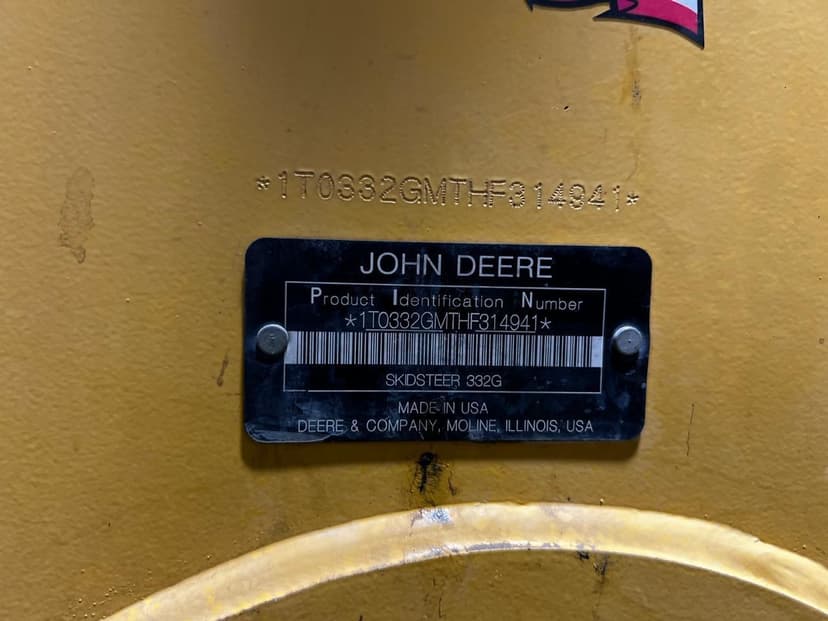 *1T0332GMTHF314941*
JOHN DEERE
Product Identification Number
*1T0332GMTHF314941*
SKIDSTEER 332G
MADE IN USA
DEERE & COMPANY, MOLINE, ILLINOIS, USA